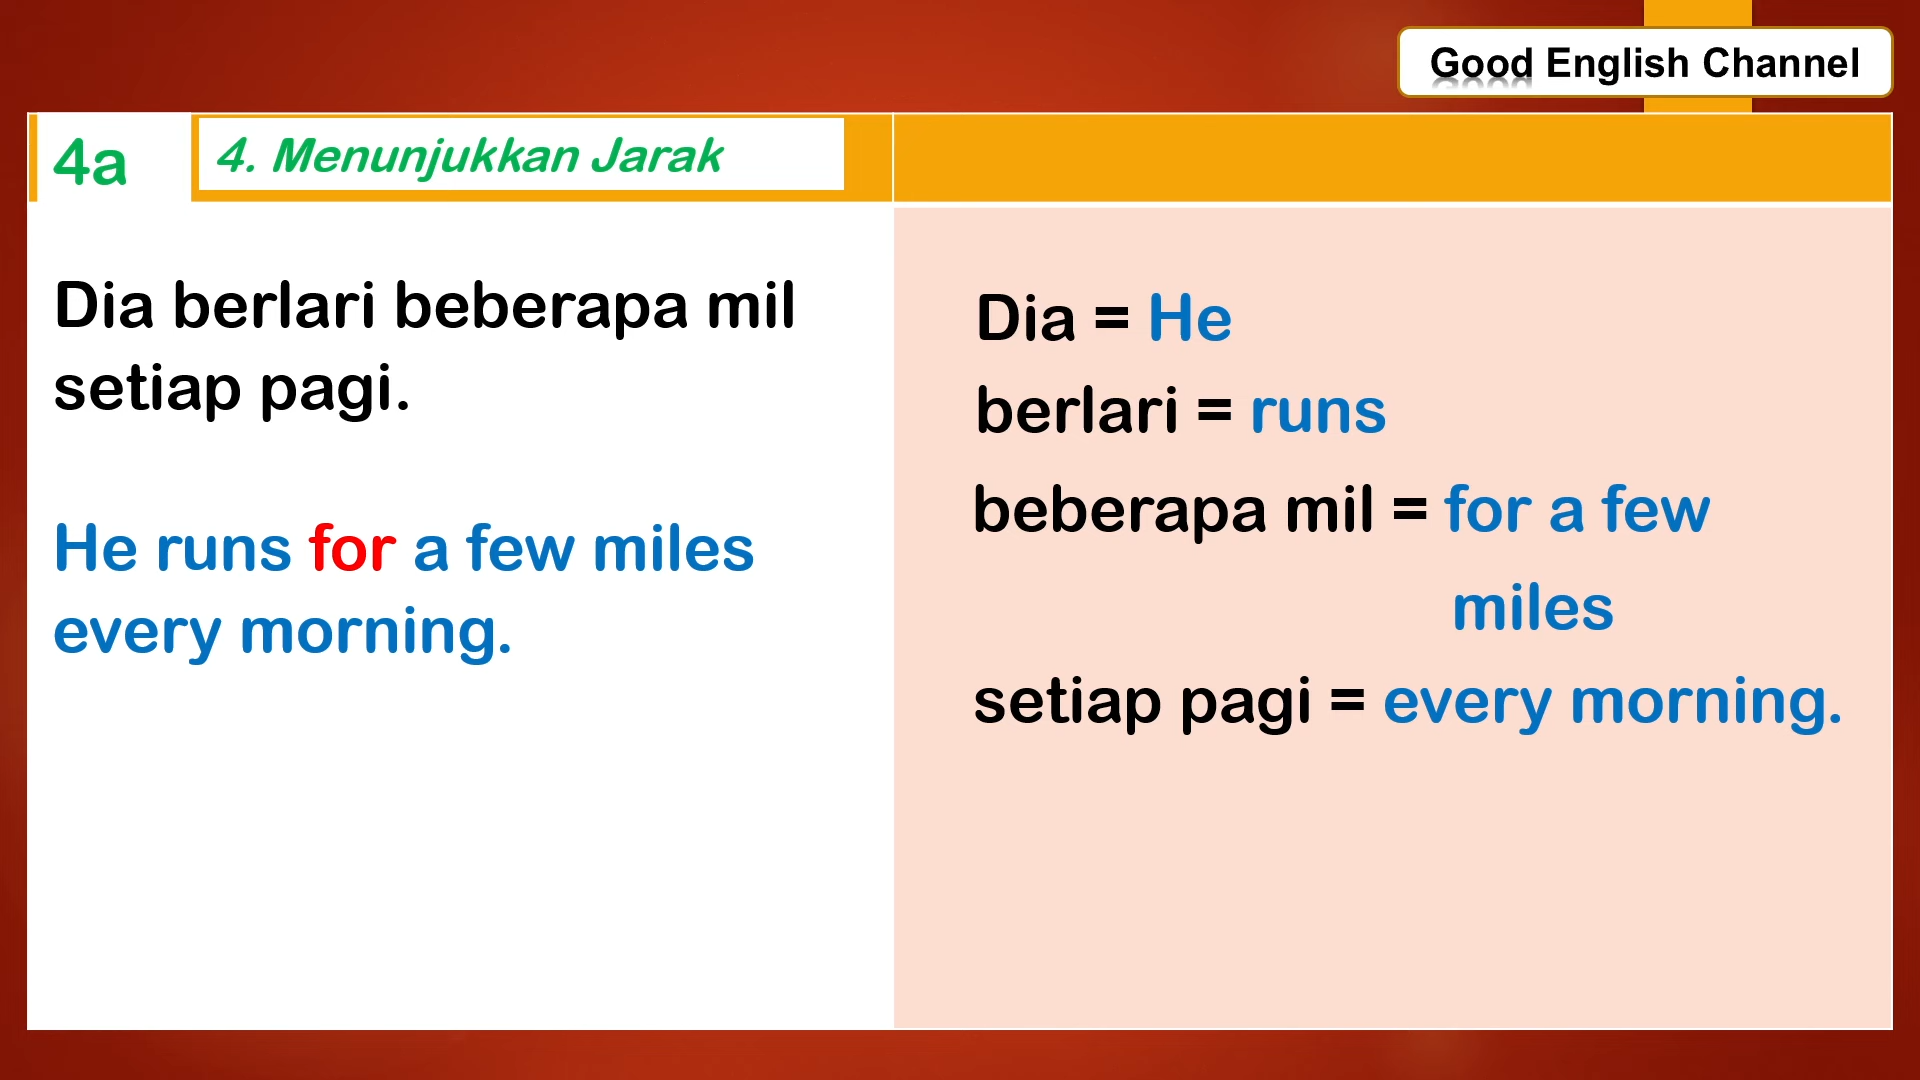 Good English Channel
4a
4. Menunjukkan Jarak
Dia berlari beberapa mil
setiap pagi.
He runs for a few miles
every morning.
Dia = He
berlari = runs
beberapa mil = for a few
miles
setiap pagi = every morning.